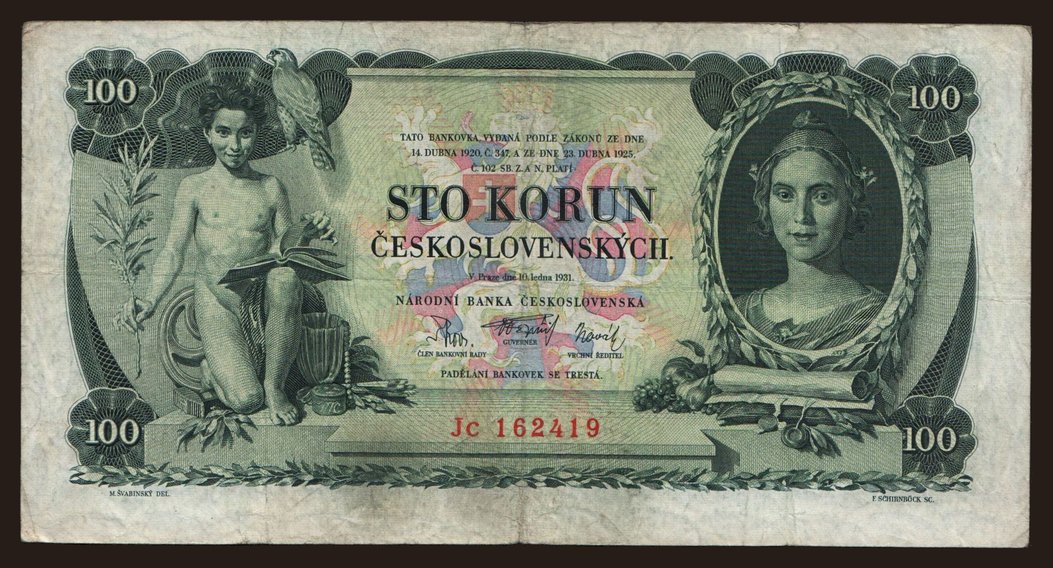 100
100
TATO BANKOVKA VYDANÁ PODLE ZÁKONŮ ZE DNE
14. DUBNA 1920, Č. 347, A ZE DNE 23. DUBNA 1925,
Č. 102 SB. Z. A N. PLATÍ
STO KORUN
ČESKOSLOVENSKÝCH.
V Praze dne 10. ledna 1931.
NÁRODNÍ BANKA ČESKOSLOVENSKÁ
ČLEN BANKOVNÍ RADY
GUVERNÉR
VRCHNÍ ŘEDITEL
PADĚLÁNÍ BANKOVEK SE TRESTÁ.
100
Jc 162419
100
M. ŠVABINSKÝ DEL.
F. SCHIRNBÖCK SC.